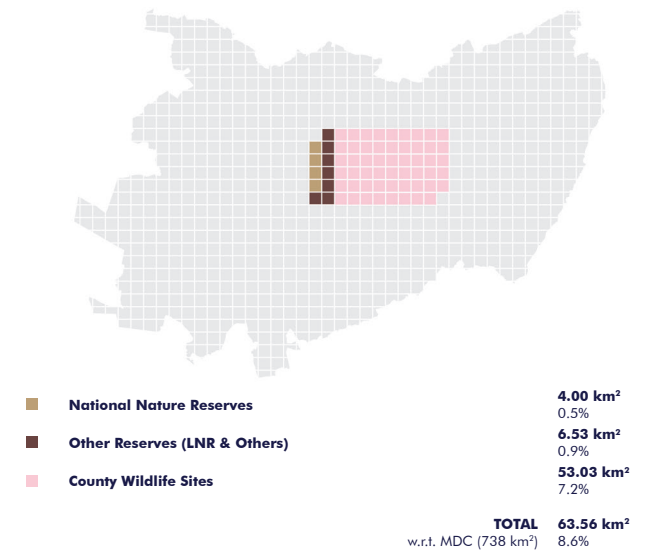 National Nature Reserves
4.00 km²
0.5%
Other Reserves (LNR & Others)
6.53 km²
0.9%
County Wildlife Sites
53.03 km²
7.2%
TOTAL 63.56 km²
w.r.t. MDC (738 km²) 8.6%